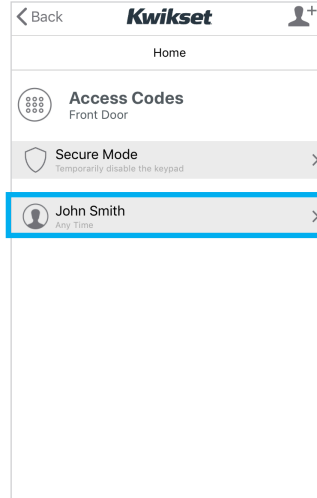 Back
Kwikset
Home
Access Codes
Front Door
Secure Mode
Temporarily disable the keypad
John Smith
Any Time